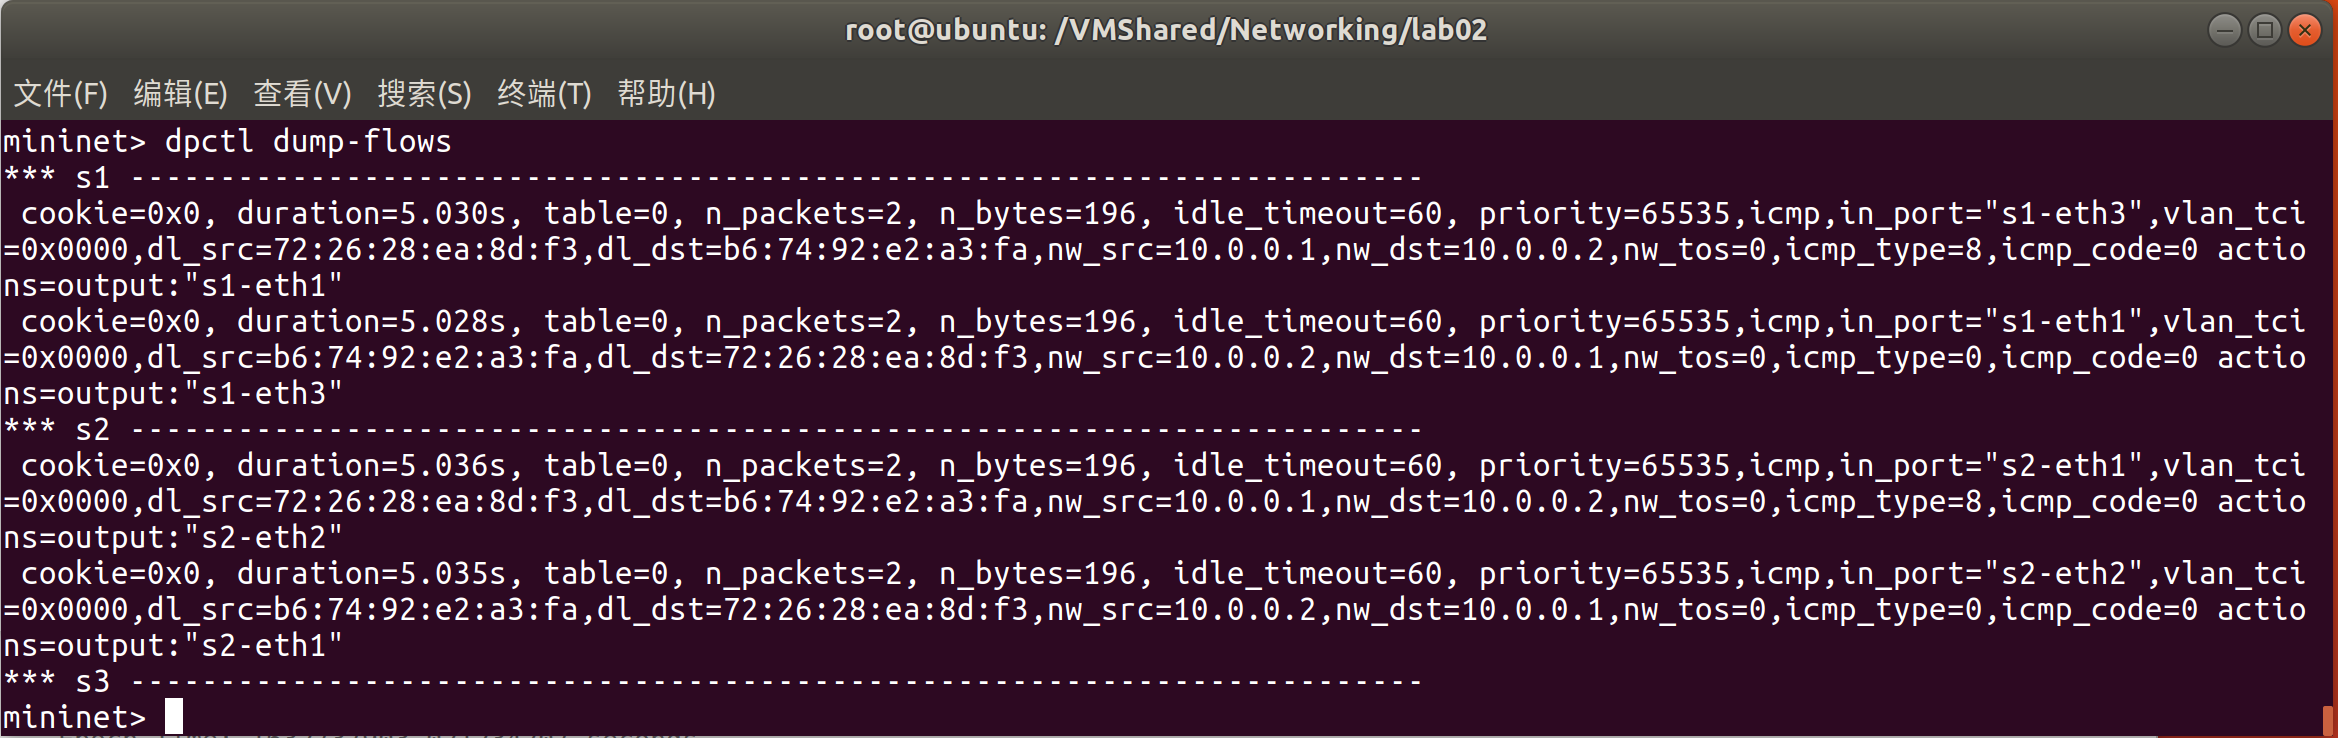 root@ubuntu: /VMShared/Networking/lab02
文件(F) 编辑(E) 查看(V) 搜索(S) 终端(T) 帮助(H)
mininet> dpctl dump-flows
*** s1 ------------------------------------------------------------------------
 cookie=0x0, duration=5.030s, table=0, n_packets=2, n_bytes=196, idle_timeout=60, priority=65535,icmp,in_port="s1-eth3",vlan_tci
=0x0000,dl_src=72:26:28:ea:8d:f3,dl_dst=b6:74:92:e2:a3:fa,nw_src=10.0.0.1,nw_dst=10.0.0.2,nw_tos=0,icmp_type=8,icmp_code=0 actio
ns=output:"s1-eth1"
 cookie=0x0, duration=5.028s, table=0, n_packets=2, n_bytes=196, idle_timeout=60, priority=65535,icmp,in_port="s1-eth1",vlan_tci
=0x0000,dl_src=b6:74:92:e2:a3:fa,dl_dst=72:26:28:ea:8d:f3,nw_src=10.0.0.2,nw_dst=10.0.0.1,nw_tos=0,icmp_type=0,icmp_code=0 actio
ns=output:"s1-eth3"
*** s2 ------------------------------------------------------------------------
 cookie=0x0, duration=5.036s, table=0, n_packets=2, n_bytes=196, idle_timeout=60, priority=65535,icmp,in_port="s2-eth1",vlan_tci
=0x0000,dl_src=72:26:28:ea:8d:f3,dl_dst=b6:74:92:e2:a3:fa,nw_src=10.0.0.1,nw_dst=10.0.0.2,nw_tos=0,icmp_type=8,icmp_code=0 actio
ns=output:"s2-eth2"
 cookie=0x0, duration=5.035s, table=0, n_packets=2, n_bytes=196, idle_timeout=60, priority=65535,icmp,in_port="s2-eth2",vlan_tci
=0x0000,dl_src=b6:74:92:e2:a3:fa,dl_dst=72:26:28:ea:8d:f3,nw_src=10.0.0.2,nw_dst=10.0.0.1,nw_tos=0,icmp_type=0,icmp_code=0 actio
ns=output:"s2-eth1"
*** s3 ------------------------------------------------------------------------
mininet>